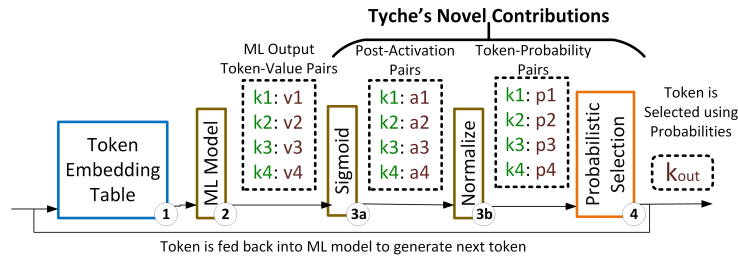 Tyche's Novel Contributions
ML Output
Token-Value Pairs
Post-Activation
Pairs
Token-Probability
Pairs
Token
Embedding
Table
1
ML Model
2
k1: v1
k2: v2
k3: v3
k4: v4
Sigmoid
3a
k1: a1
k2: a2
k3: a3
k4: a4
Normalize
3b
k1: p1
k2: p2
k3: p3
k4: p4
Probabilistic
Selection
4
Token is
Selected using
Probabilities
kout
Token is fed back into ML model to generate next token